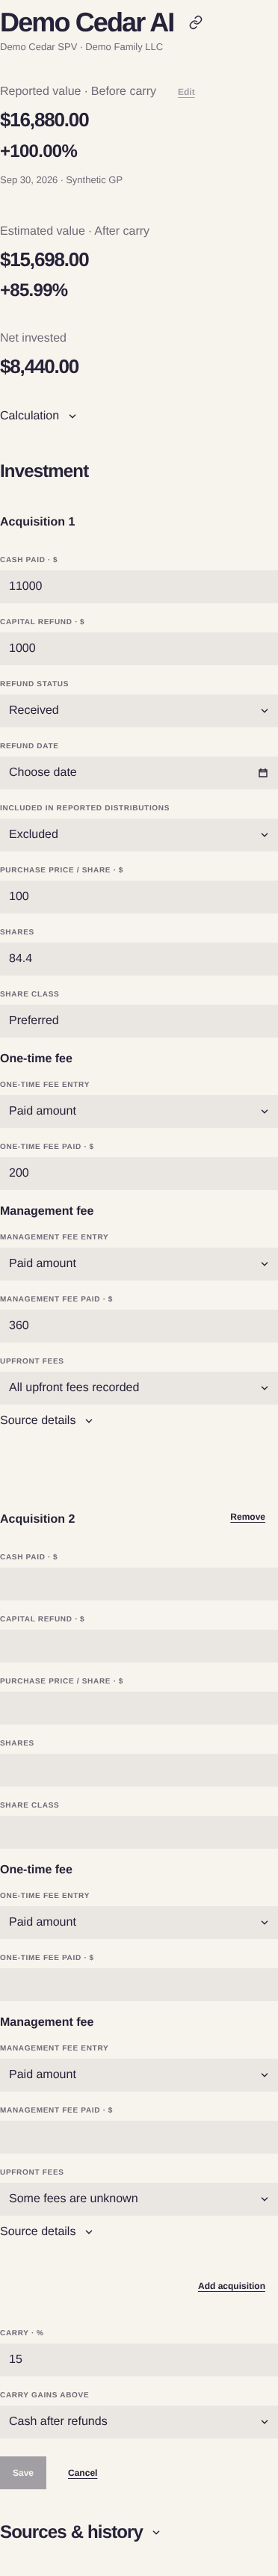 Demo Cedar AI
Demo Cedar SPV · Demo Family LLC
Reported value · Before carry Edit
$16,880.00
+100.00%
Sep 30, 2026 · Synthetic GP
Estimated value · After carry
$15,698.00
+85.99%
Net invested
$8,440.00
Calculation
Investment
Acquisition 1
CASH PAID · $
11000
CAPITAL REFUND · $
1000
REFUND STATUS
Received
REFUND DATE
Choose date
INCLUDED IN REPORTED DISTRIBUTIONS
Excluded
PURCHASE PRICE / SHARE · $
100
SHARES
84.4
SHARE CLASS
Preferred
One-time fee
ONE-TIME FEE ENTRY
Paid amount
ONE-TIME FEE PAID · $
200
Management fee
MANAGEMENT FEE ENTRY
Paid amount
MANAGEMENT FEE PAID · $
360
UPFRONT FEES
All upfront fees recorded
Source details
Acquisition 2 Remove
CASH PAID · $
CAPITAL REFUND · $
PURCHASE PRICE / SHARE · $
SHARES
SHARE CLASS
One-time fee
ONE-TIME FEE ENTRY
Paid amount
ONE-TIME FEE PAID · $
Management fee
MANAGEMENT FEE ENTRY
Paid amount
MANAGEMENT FEE PAID · $
UPFRONT FEES
Some fees are unknown
Source details
Add acquisition
CARRY · %
15
CARRY GAINS ABOVE
Cash after refunds
Save Cancel
Sources & history